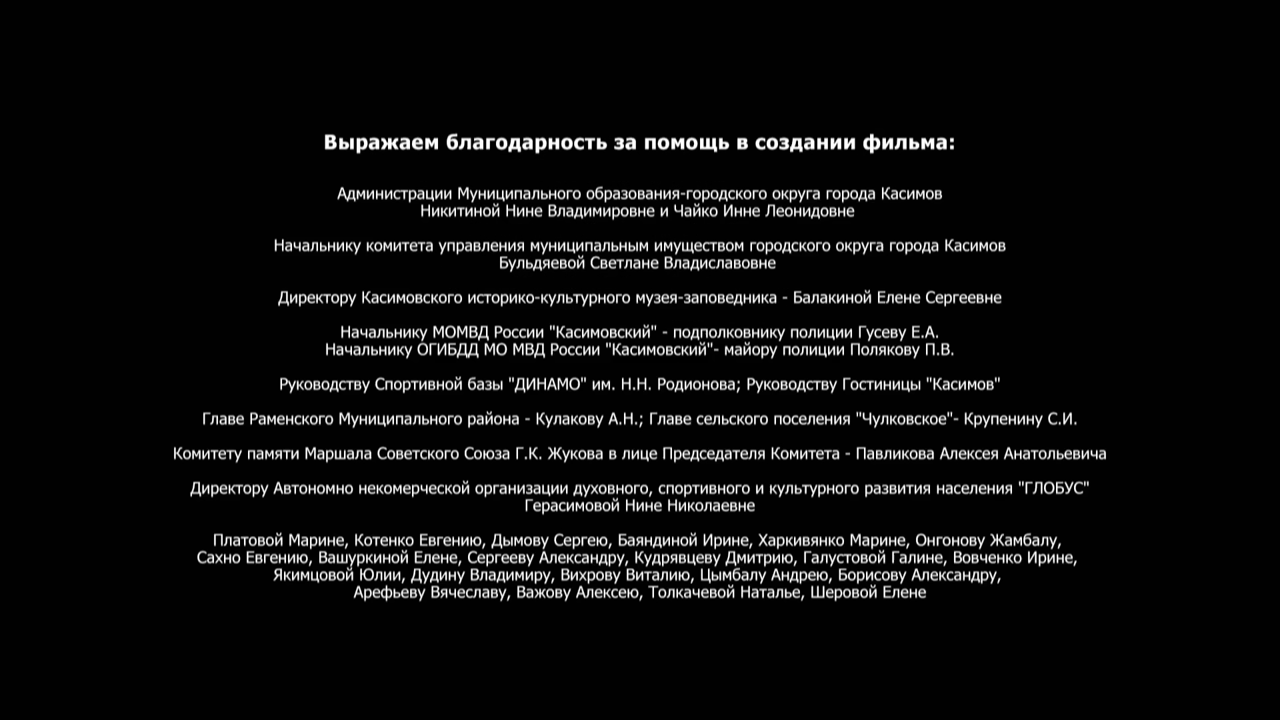 Выражаем благодарность за помощь в создании фильма:
Администрации Муниципального образования-городского округа города Касимов
Никитиной Нине Владимировне и Чайко Инне Леонидовне
Начальнику комитета управления муниципальным имуществом городского округа города Касимов
Бульдяевой Светлане Владиславовне
Директору Касимовского историко-культурного музея-заповедника - Балакиной Елене Сергеевне
Начальнику МОМВД России "Касимовский" - подполковнику полиции Гусеву Е.А.
Начальнику ОГИБДД МО МВД России "Касимовский"- майору полиции Полякову П.В.
Руководству Спортивной базы "ДИНАМО" им. Н.Н. Родионова; Руководству Гостиницы "Касимов"
Главе Раменского Муниципального района - Кулакову А.Н.; Главе сельского поселения "Чулковское"- Крупенину С.И.
Комитету памяти Маршала Советского Союза Г.К. Жукова в лице Председателя Комитета - Павликова Алексея Анатольевича
Директору Автономно некомерческой организации духовного, спортивного и культурного развития населения "ГЛОБУС"
Герасимовой Нине Николаевне
Платовой Марине, Котенко Евгению, Дымову Сергею, Баяндиной Ирине, Харкивянко Марине, Онгонову Жамбалу,
Сахно Евгению, Вашуркиной Елене, Сергееву Александру, Кудрявцеву Дмитрию, Галустовой Галине, Вовченко Ирине,
Якимцовой Юлии, Дудину Владимиру, Вихрову Виталию, Цымбалу Андрею, Борисову Александру,
Арефьеву Вячеславу, Важову Алексею, Толкачевой Наталье, Шеровой Елене